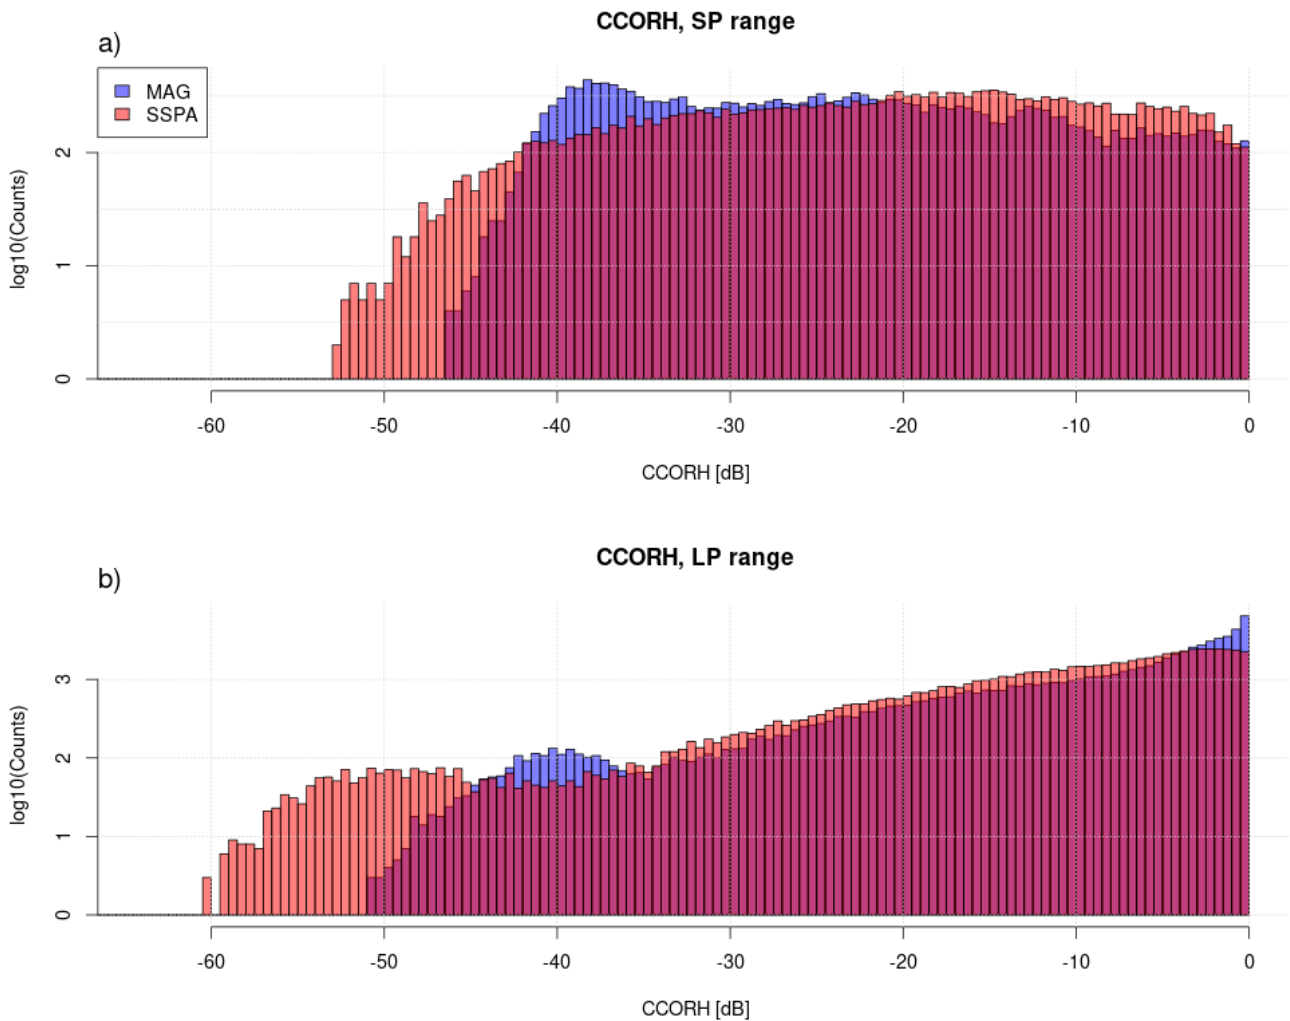 CCORH, SP range
a)
MAG
SSPA
log10(Counts)
2
1
0
-60 -50 -40 -30 -20 -10 0
CCORH [dB]
CCORH, LP range
b)
log10(Counts)
3
2
1
0
-60 -50 -40 -30 -20 -10 0
CCORH [dB]